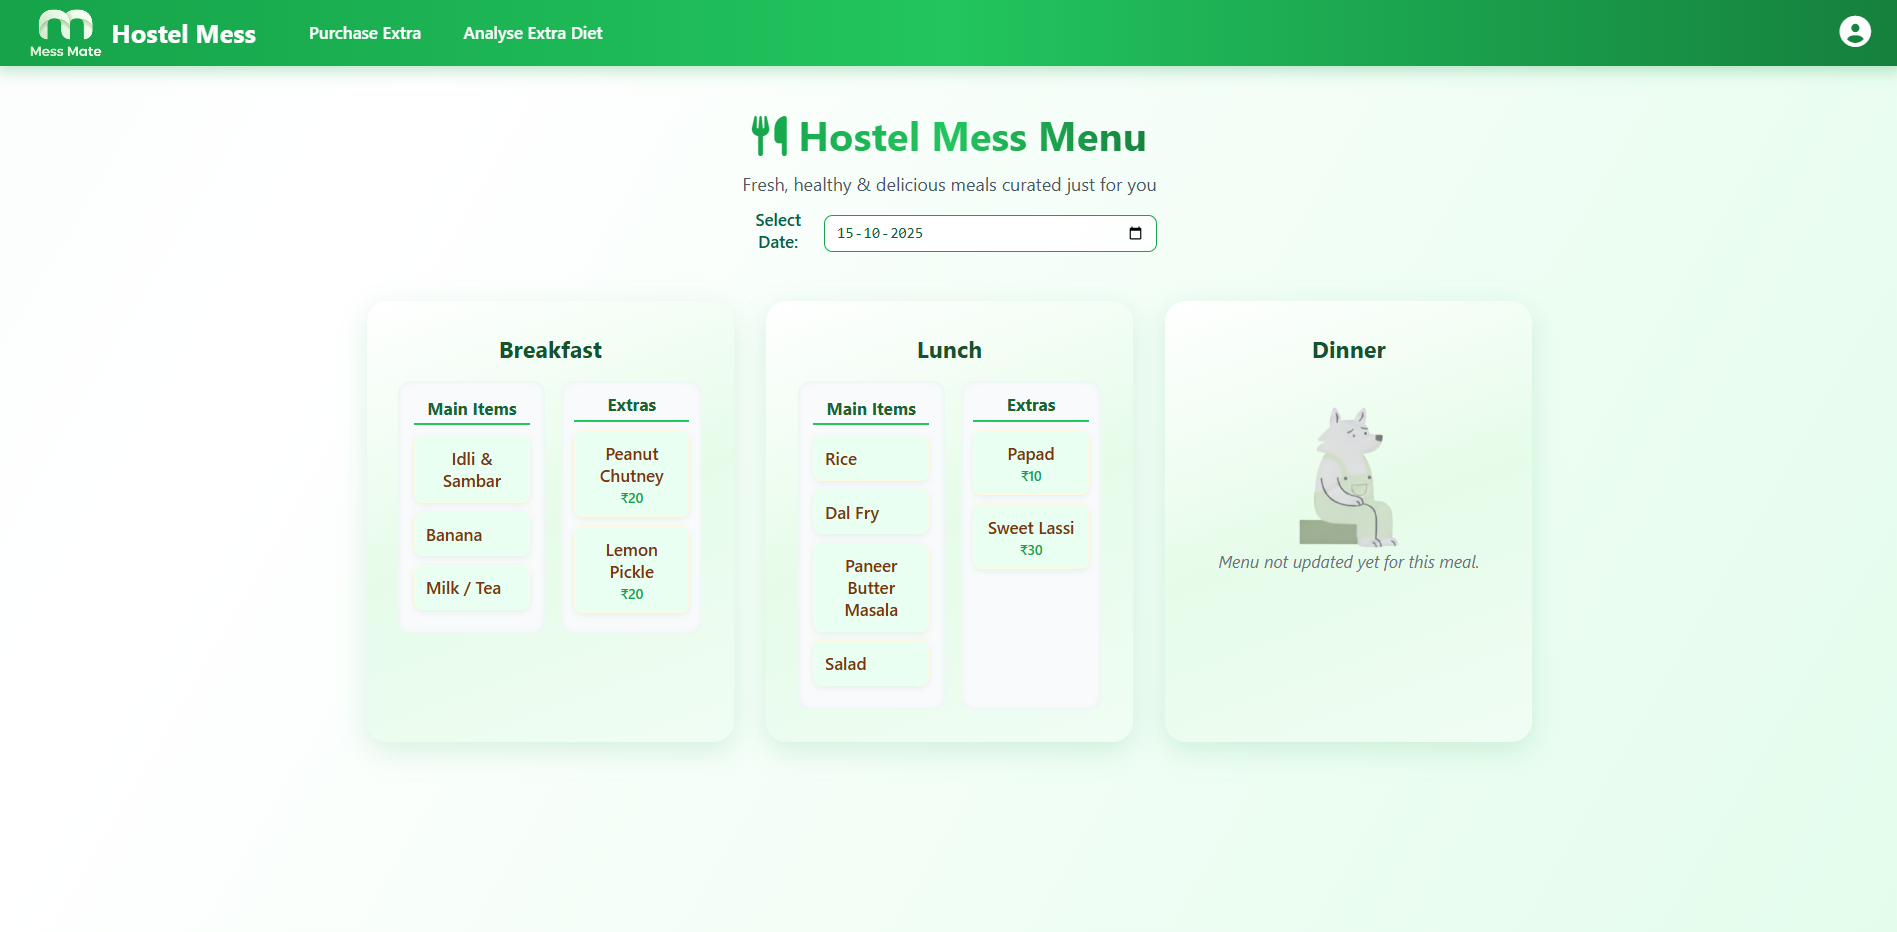 Mess Mate
Hostel Mess
Purchase Extra
Analyse Extra Diet
Hostel Mess Menu
Fresh, healthy & delicious meals curated just for you
Select
Date:
15-10-2025
Breakfast
Main Items
Idli &
Sambar
Banana
Milk / Tea
Extras
Peanut
Chutney
₹20
Lemon
Pickle
₹20
Lunch
Main Items
Rice
Dal Fry
Paneer
Butter
Masala
Salad
Extras
Papad
₹10
Sweet Lassi
₹30
Dinner
Menu not updated yet for this meal.